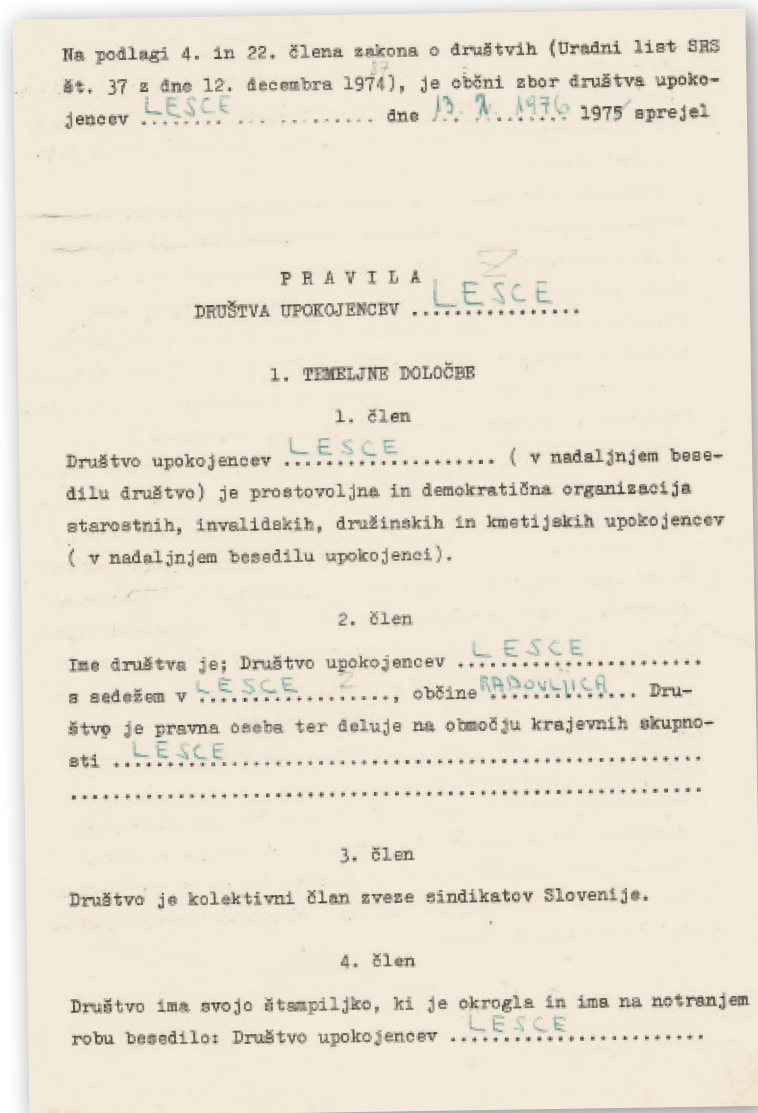 Na podlagi 4. in 22. člena zakona o društvih (Uradni list SRS
št. 37 z dne 12. decembra 1974), je občni zbor društva upoko-
jencev LESCE dne 13. 2. 1976 1975 sprejel
P R A V I L A
DRUŠTVA UPOKOJENCEV LESCE
1. TEMELJNE DOLOČBE
1. člen
Društvo upokojencev LESCE ( v nadaljnjem bese-
dilu društvo) je prostovoljna in demokratična organizacija
starostnih, invalidskih, družinskih in kmetijskih upokojencev
( v nadaljnjem besedilu upokojenci).
2. člen
Ime društva je; Društvo upokojencev LESCE
s sedežem v LESCE, občine RADOVLJICA Dru-
štvo je pravna oseba ter deluje na območju krajevnih skupno-
sti LESCE
3. člen
Društvo je kolektivni član zveze sindikatov Slovenije.
4. člen
Društvo ima svojo štampiljko, ki je okrogla in ima na notranjem
robu besedilo: Društvo upokojencev LESCE